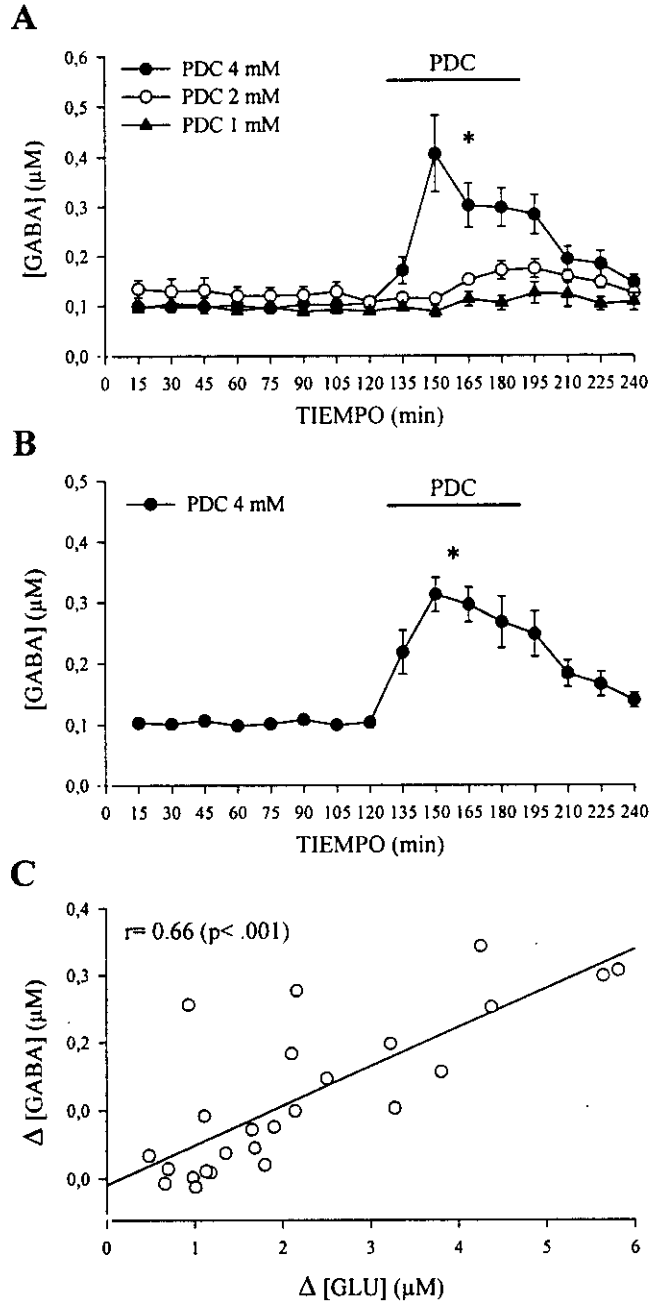 A
PDC 4 mM
PDC 2 mM
PDC 1 mM
PDC
*
[GABA] (µM)
0,6
0,5
0,4
0,3
0,2
0,1
0,0
0 15 30 45 60 75 90 105 120 135 150 165 180 195 210 225 240
TIEMPO (min)
B
PDC 4 mM
PDC
*
[GABA] (µM)
0,5
0,4
0,3
0,2
0,1
0,0
0 15 30 45 60 75 90 105 120 135 150 165 180 195 210 225 240
TIEMPO (min)
C
r= 0.66 (p< .001)
Δ [GABA] (µM)
0,4
0,3
0,2
0,0
0,0
0 1 2 3 4 5 6
Δ [GLU] (µM)